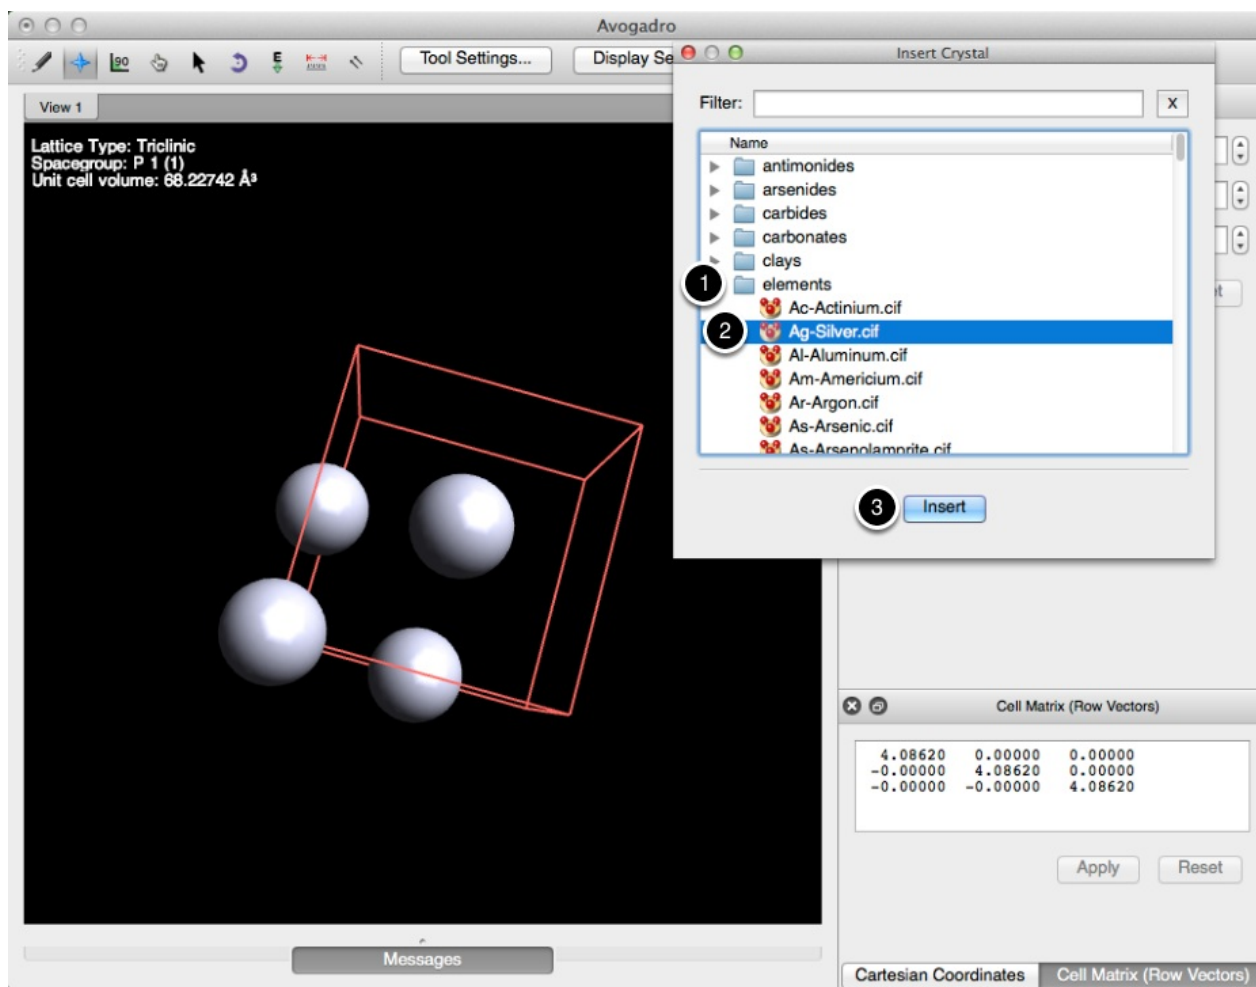 Avogadro
90
E
Tool Settings...
Display Se
View 1
Lattice Type: Triclinic
Spacegroup: P 1 (1)
Unit cell volume: 68.22742 Å³
Insert Crystal
Filter:
X
Name
antimonides
arsenides
carbides
carbonates
clays
1
elements
Ac-Actinium.cif
2
Ag-Silver.cif
Al-Aluminum.cif
Am-Americium.cif
Ar-Argon.cif
As-Arsenic.cif
As-Arsenolamprite.cif
3
Insert
Cell Matrix (Row Vectors)
4.08620 0.00000 0.00000
-0.00000 4.08620 0.00000
-0.00000 -0.00000 4.08620
Apply
Reset
Messages
Cartesian Coordinates
Cell Matrix (Row Vectors)